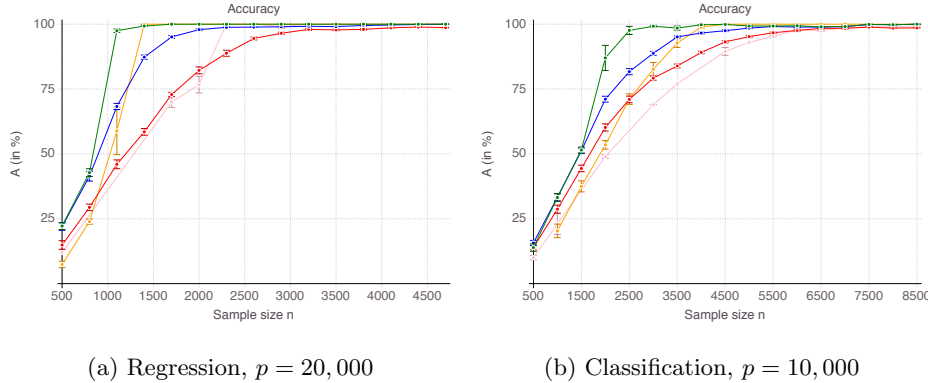 Accuracy
100
75
50
25
A (in %)
500 1000 1500 2000 2500 3000 3500 4000 4500
Sample size n
(a) Regression, p = 20, 000
Accuracy
100
75
50
25
A (in %)
500 1500 2500 3500 4500 5500 6500 7500 8500
Sample size n
(b) Classification, p = 10, 000